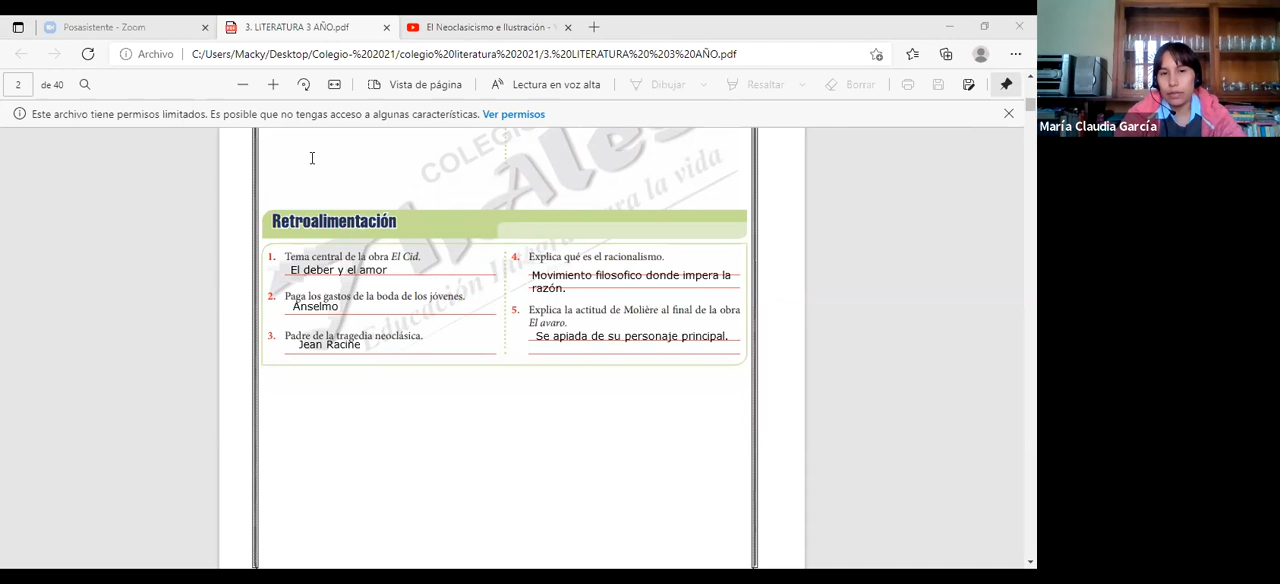 Posasistente - Zoom
3. LITERATURA 3 AÑO.pdf
El Neoclasicismo e Ilustración -
Archivo
C:/Users/Macky/Desktop/Colegio-%202021/colegio%20literatura%202021/3.%20LITERATURA%20%203%20AÑO.pdf
2
de 40
Vista de página
Lectura en voz alta
Dibujar
Resaltar
Borrar
Este archivo tiene permisos limitados. Es posible que no tengas acceso a algunas características. Ver permisos
María Claudia García
COLEGIO
Retroalimentación
1. Tema central de la obra El Cid.
El deber y el amor
2. Paga los gastos de la boda de los jóvenes.
Anselmo
3. Padre de la tragedia neoclásica.
Jean Racine
4. Explica qué es el racionalismo.
Movimiento filosofico donde impera la
razón.
5. Explica la actitud de Molière al final de la obra
El avaro.
Se apiada de su personaje principal.